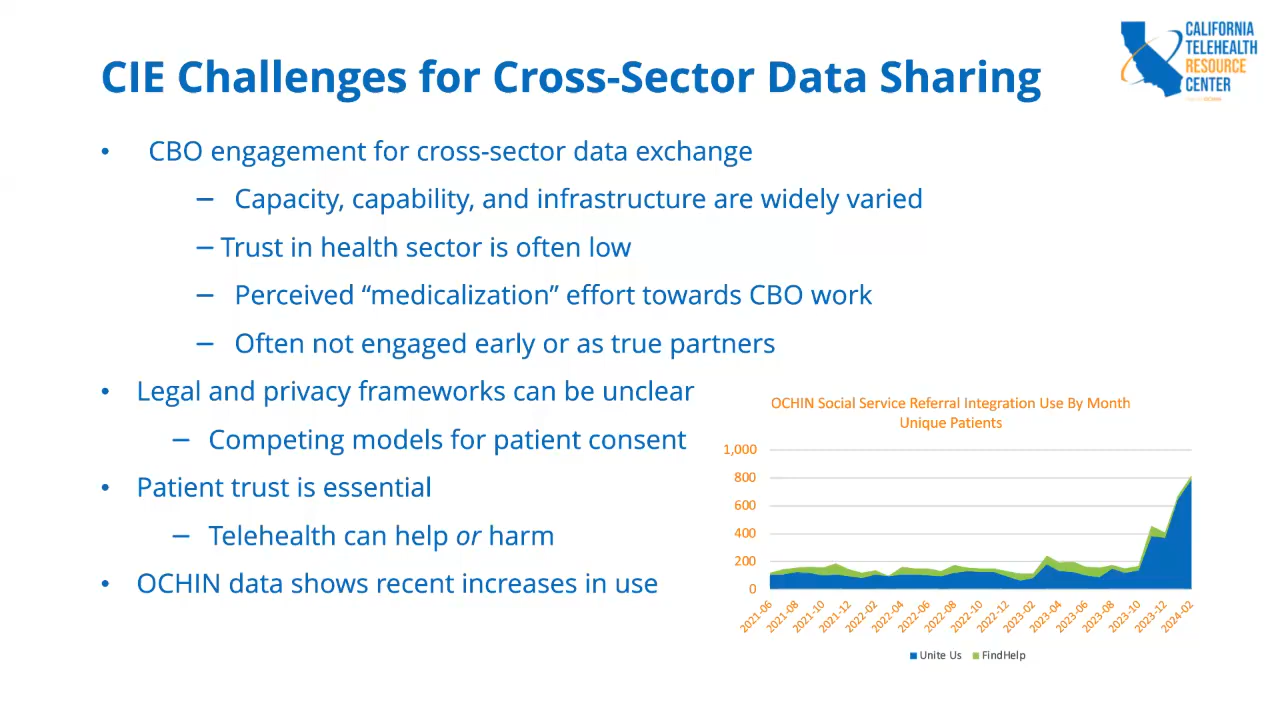 CALIFORNIA
TELEHEALTH
RESOURCE
CENTER
CIE Challenges for Cross-Sector Data Sharing
• CBO engagement for cross-sector data exchange
– Capacity, capability, and infrastructure are widely varied
– Trust in health sector is often low
– Perceived “medicalization” effort towards CBO work
– Often not engaged early or as true partners
• Legal and privacy frameworks can be unclear
– Competing models for patient consent
• Patient trust is essential
– Telehealth can help or harm
• OCHIN data shows recent increases in use
OCHIN Social Service Referral Integration Use By Month
Unique Patients
1,000
800
600
400
200
0
2021-06
2021-08
2021-10
2021-12
2022-02
2022-04
2022-06
2022-08
2022-10
2022-12
2023-02
2023-04
2023-06
2023-08
2023-10
2023-12
2024-02
Unite Us FindHelp